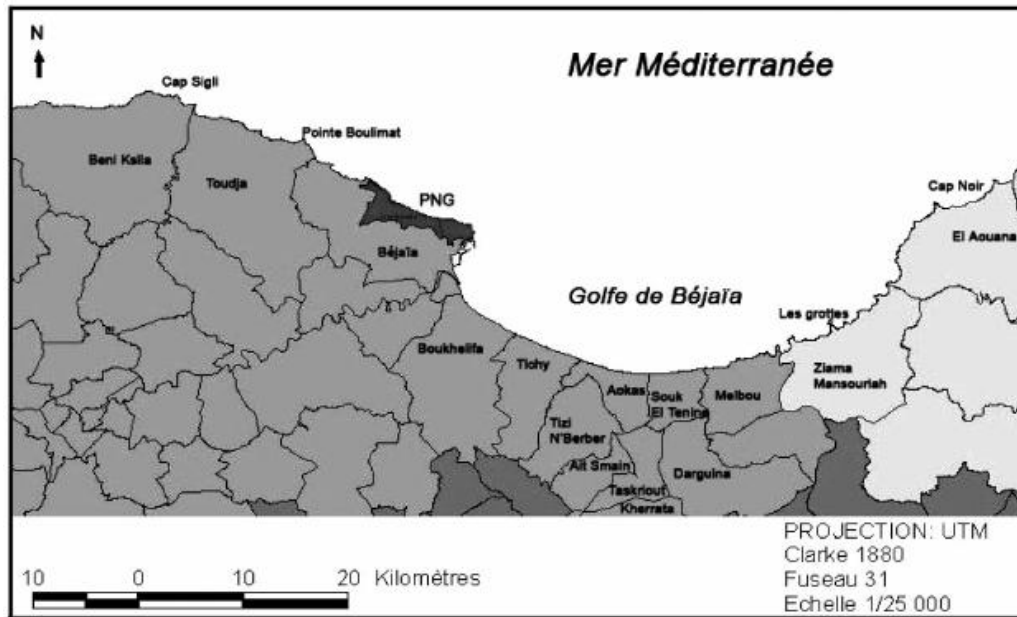 N
Mer Méditerranée
Cap Sigli
Pointe Boulimat
Beni Ksila
Toudja
PNG
Cap Noir
El Aouana
Béjaïa
Golfe de Béjaïa
Les grottes
Boukhelifa
Tichy
Aokas
Souk
El Tenine
Melbou
Ziama
Mansouriah
Tizi
N'Berber
Ait Smain
Darguina
Taskriout
Kherrata
PROJECTION: UTM
Clarke 1880
Fuseau 31
Echelle 1/25 000
10 0 10 20 Kilométres